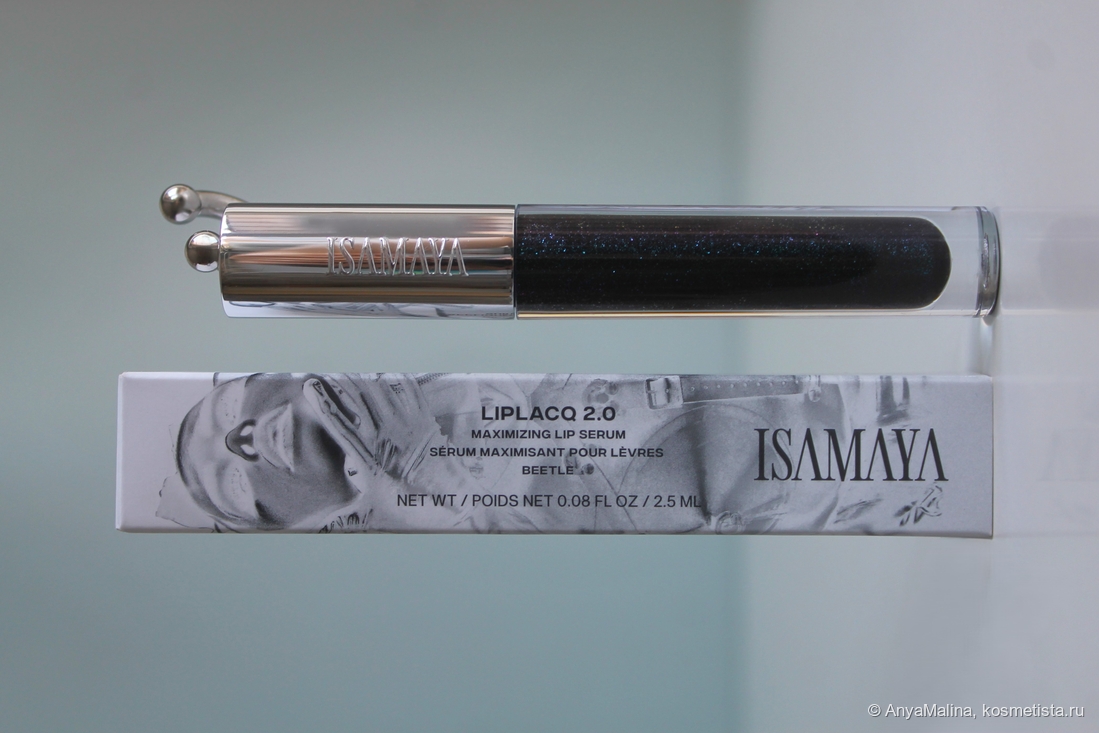 ISAMAYA
LIPLACQ 2.0
MAXIMIZING LIP SERUM
SÉRUM MAXIMISANT POUR LÈVRES
BEETLE
NET WT / POIDS NET 0.08 FL OZ / 2.5 ML
ISAMAYA
© AnyaMalina, kosmetista.ru